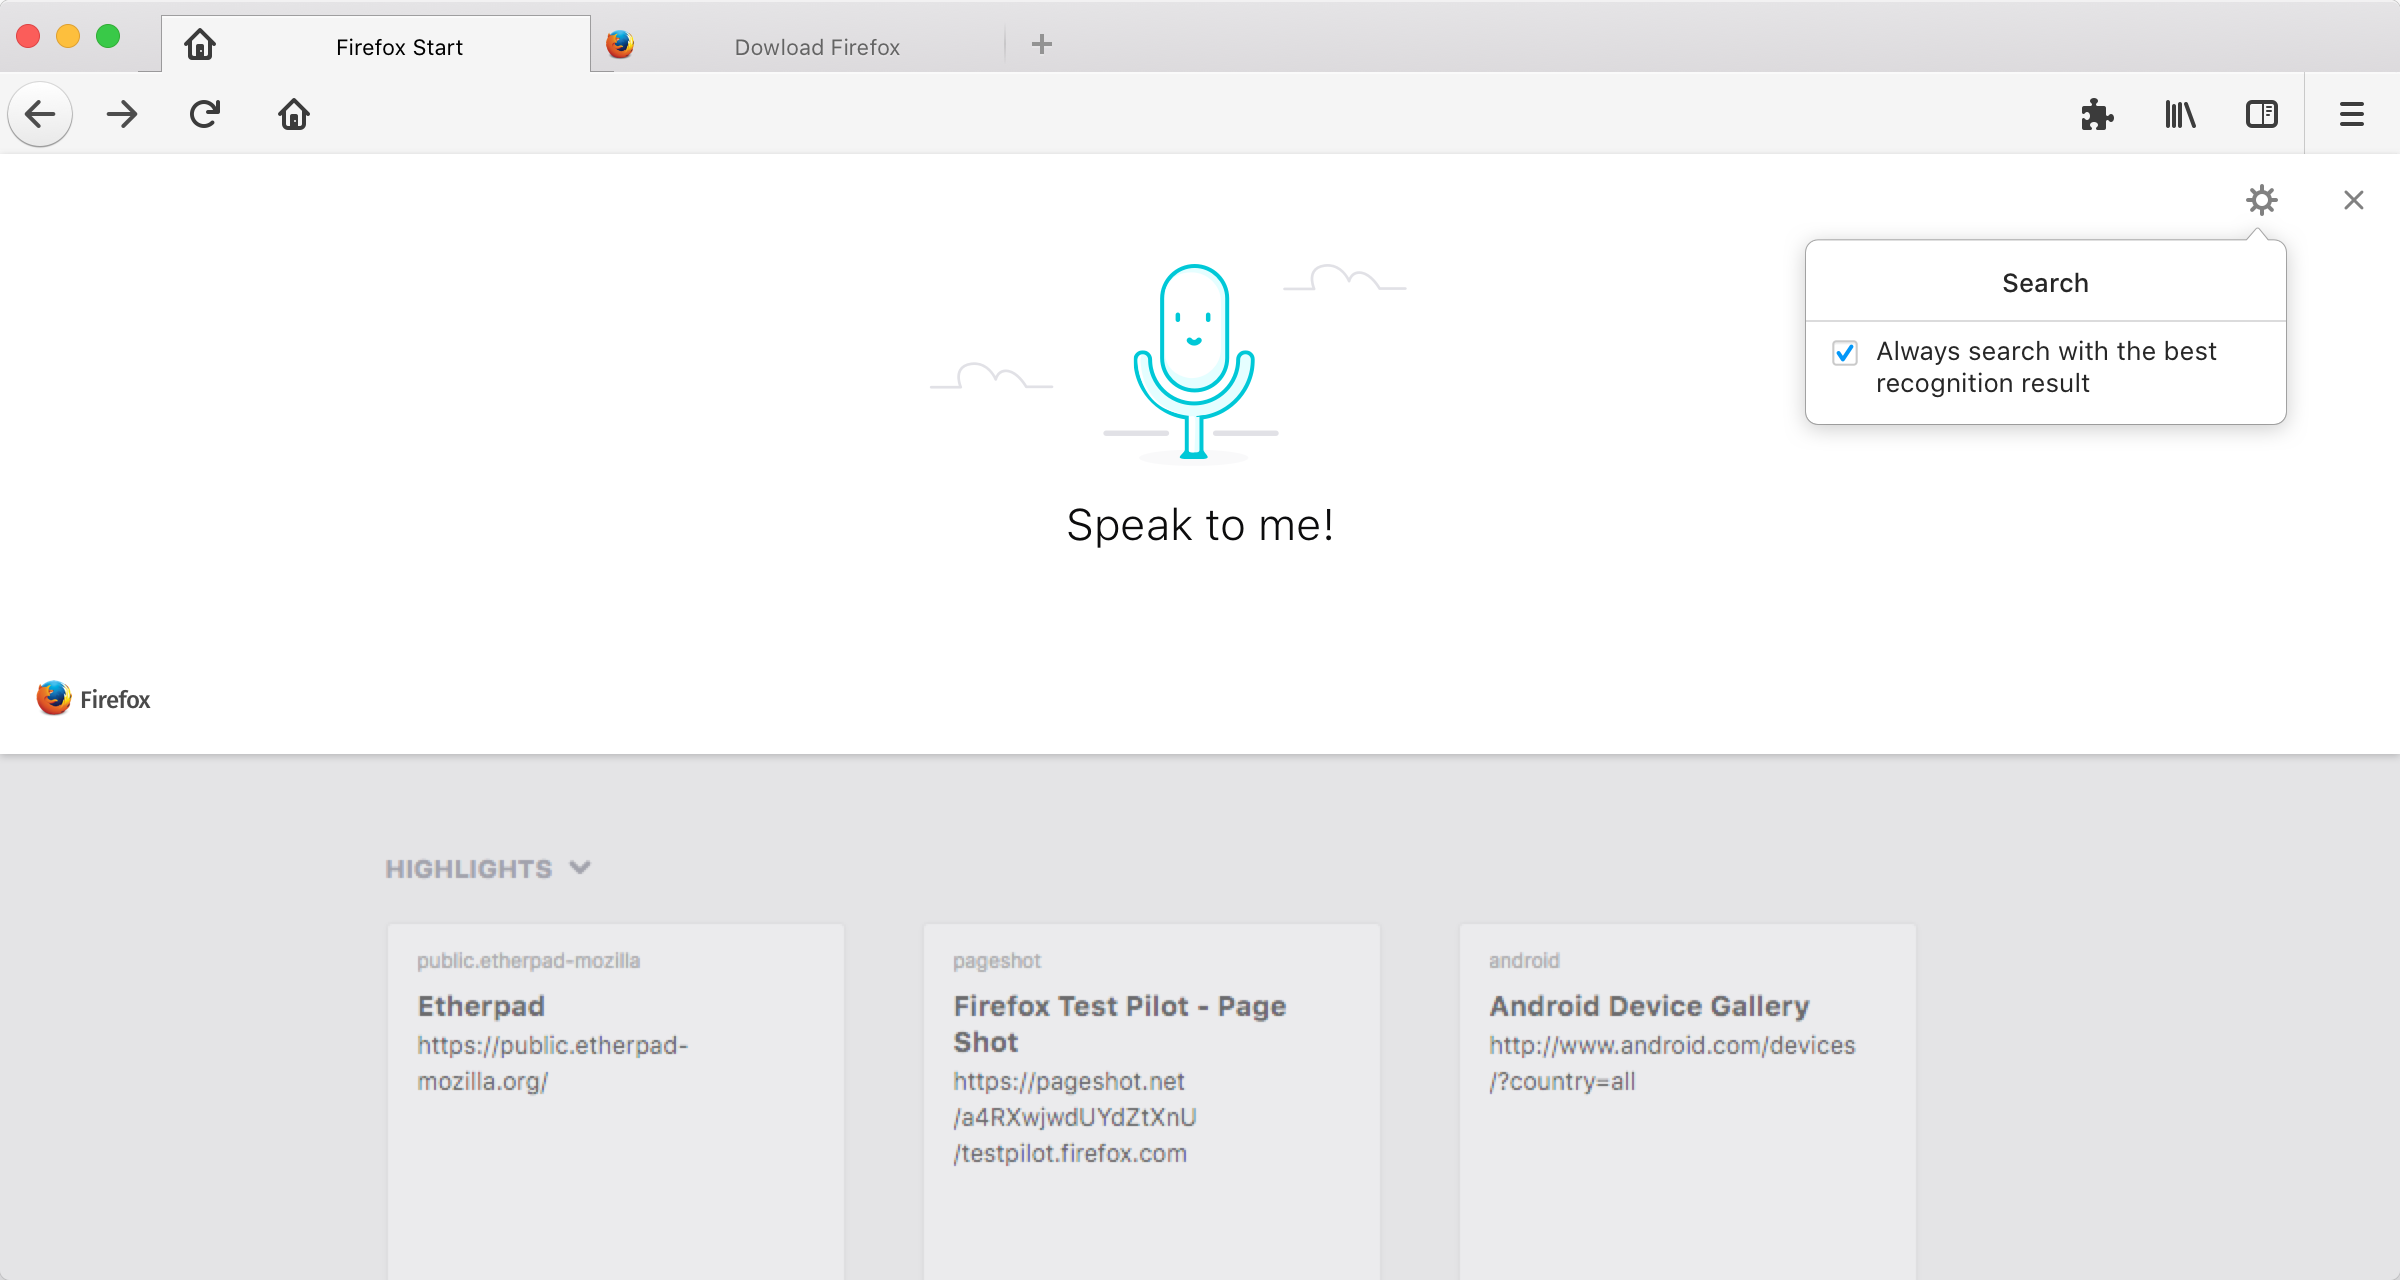 Firefox Start
Dowload Firefox
Search
Always search with the best
recognition result
Speak to me!
Firefox
HIGHLIGHTS
public.etherpad-mozilla
Etherpad
https://public.etherpad-
mozilla.org/
pageshot
Firefox Test Pilot - Page
Shot
https://pageshot.net
/a4RXwjwdUYdZtXnU
/testpilot.firefox.com
android
Android Device Gallery
http://www.android.com/devices
/?country=all